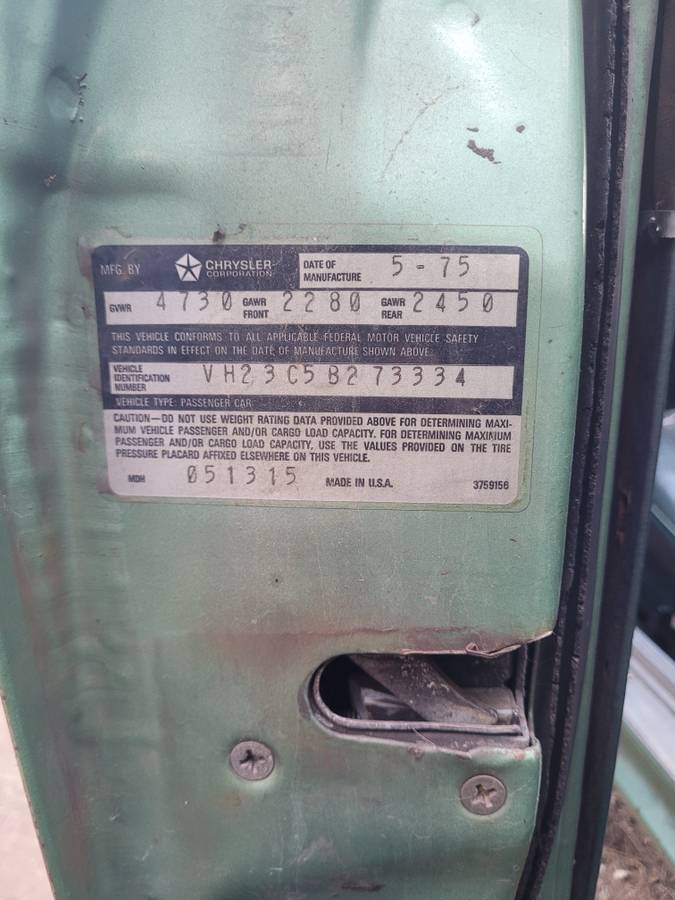 MFG. BY CHRYSLER CORPORATION DATE OF MANUFACTURE 5 - 75
GVWR 4730 GAWR FRONT 2280 GAWR REAR 2450
THIS VEHICLE CONFORMS TO ALL APPLICABLE FEDERAL MOTOR VEHICLE SAFETY
STANDARDS IN EFFECT ON THE DATE OF MANUFACTURE SHOWN ABOVE.
VEHICLE IDENTIFICATION NUMBER VH23C5B273334
VEHICLE TYPE: PASSENGER CAR
CAUTION—DO NOT USE WEIGHT RATING DATA PROVIDED ABOVE FOR DETERMINING MAXI-
MUM VEHICLE PASSENGER AND/OR CARGO LOAD CAPACITY. FOR DETERMINING MAXIMUM
PASSENGER AND/OR CARGO LOAD CAPACITY, USE THE VALUES PROVIDED ON THE TIRE
PRESSURE PLACARD AFFIXED ELSEWHERE ON THIS VEHICLE.
MDH 051315 MADE IN U.S.A. 3759156